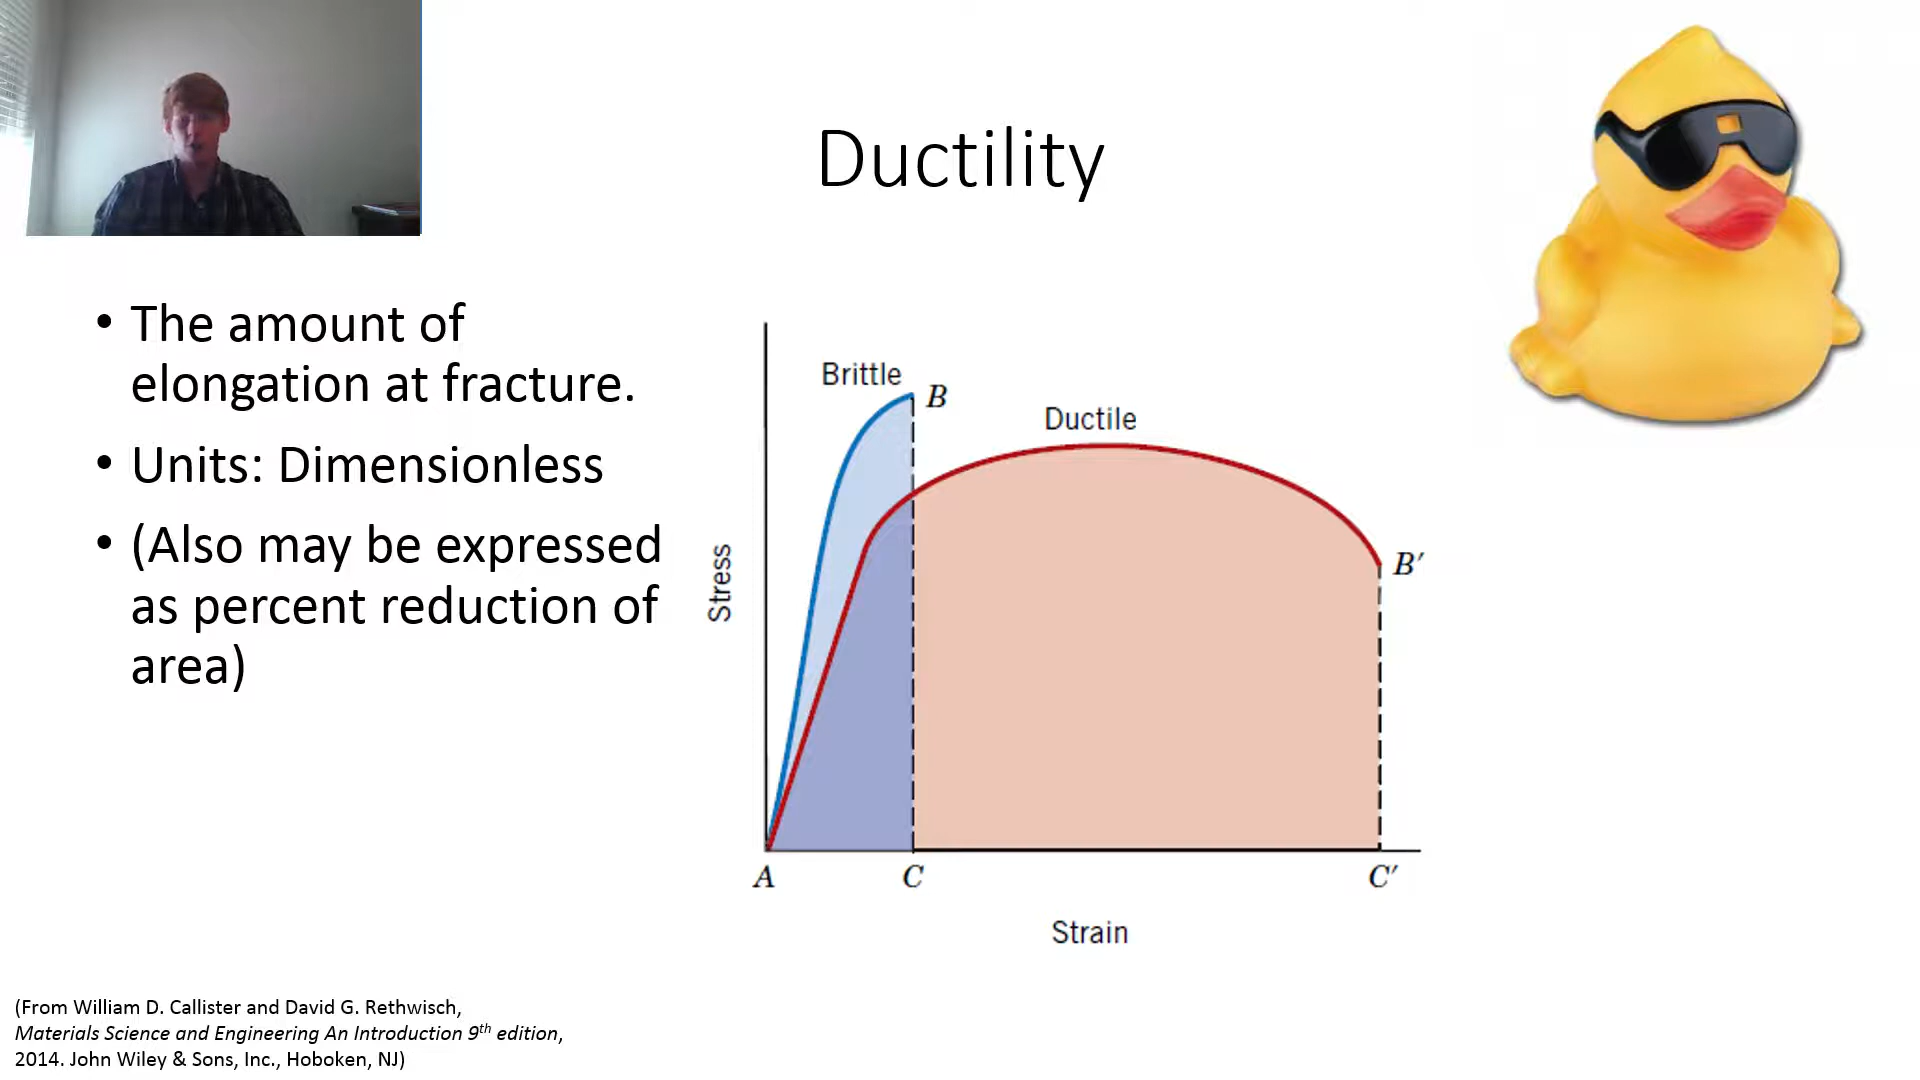 Ductility
• The amount of
elongation at fracture.
• Units: Dimensionless
• (Also may be expressed
as percent reduction of
area)
Brittle
B
Ductile
B′
Stress
A
C
C′
Strain
(From William D. Callister and David G. Rethwisch,
Materials Science and Engineering An Introduction 9th edition,
2014. John Wiley & Sons, Inc., Hoboken, NJ)